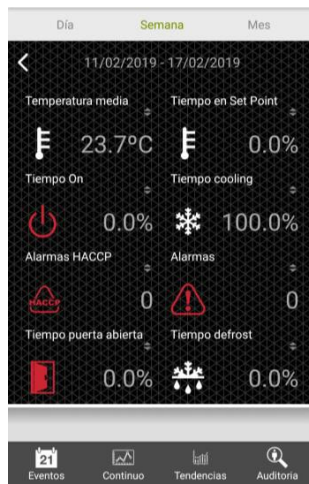 Día Semana Mes
11/02/2019 - 17/02/2019
Temperatura media Tiempo en Set Point
23.7ºC 0.0%
Tiempo On Tiempo cooling
0.0% 100.0%
Alarmas HACCP Alarmas
HACCP 0 0
Tiempo puerta abierta Tiempo defrost
0.0% 0.0%
21
Eventos Continuo Tendencias Auditoria